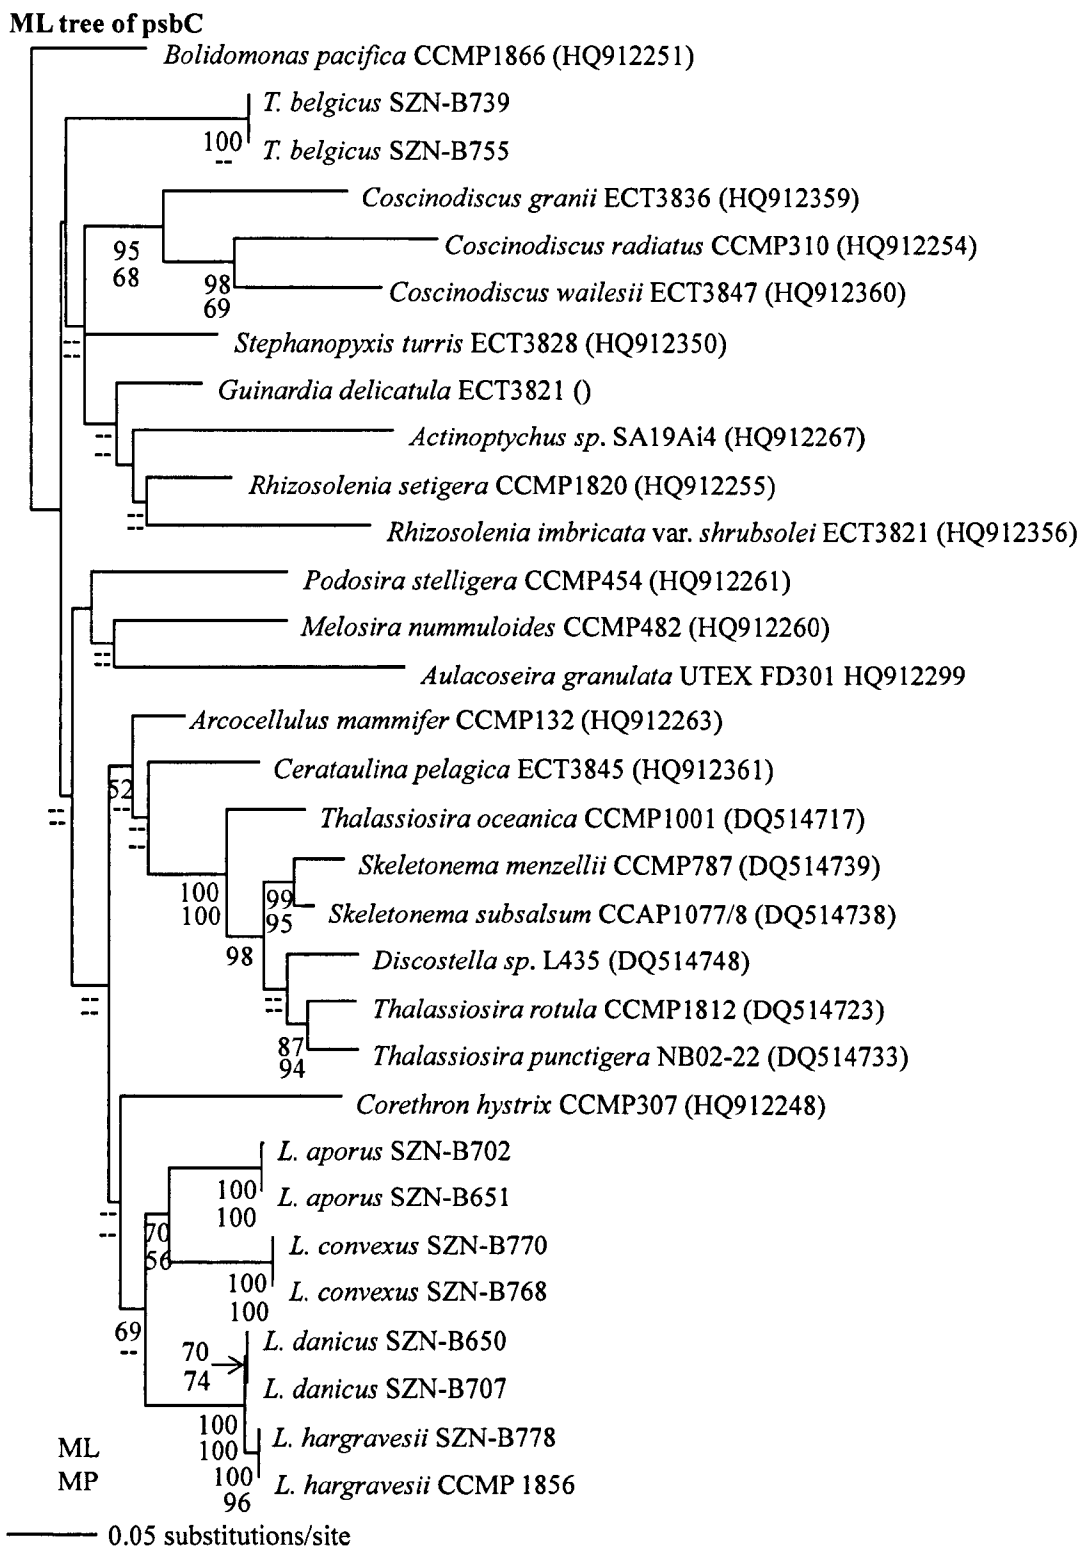 ML tree of psbC
Bolidomonas pacifica CCMP1866 (HQ912251)
T. belgicus SZN-B739
100
--
T. belgicus SZN-B755
Coscinodiscus granii ECT3836 (HQ912359)
95
68
Coscinodiscus radiatus CCMP310 (HQ912254)
98
69
Coscinodiscus wailesii ECT3847 (HQ912360)
--
--
Stephanopyxis turris ECT3828 (HQ912350)
Guinardia delicatula ECT3821 ()
--
--
Actinoptychus sp. SA19Ai4 (HQ912267)
Rhizosolenia setigera CCMP1820 (HQ912255)
--
--
Rhizosolenia imbricata var. shrubsolei ECT3821 (HQ912356)
Podosira stelligera CCMP454 (HQ912261)
Melosira nummuloides CCMP482 (HQ912260)
--
--
Aulacoseira granulata UTEX FD301 HQ912299
Arcocellulus mammifer CCMP132 (HQ912263)
52
--
Cerataulina pelagica ECT3845 (HQ912361)
--
--
--
--
Thalassiosira oceanica CCMP1001 (DQ514717)
Skeletonema menzellii CCMP787 (DQ514739)
100
100
99
95
Skeletonema subsalsum CCAP1077/8 (DQ514738)
98
Discostella sp. L435 (DQ514748)
--
--
--
--
Thalassiosira rotula CCMP1812 (DQ514723)
87
94
Thalassiosira punctigera NB02-22 (DQ514733)
Corethron hystrix CCMP307 (HQ912248)
L. aporus SZN-B702
100
100
L. aporus SZN-B651
--
--
70
56
L. convexus SZN-B770
100
100
L. convexus SZN-B768
69
--
L. danicus SZN-B650
70
74
L. danicus SZN-B707
100
100
L. hargravesii SZN-B778
100
96
L. hargravesii CCMP 1856
ML
MP
0.05 substitutions/site